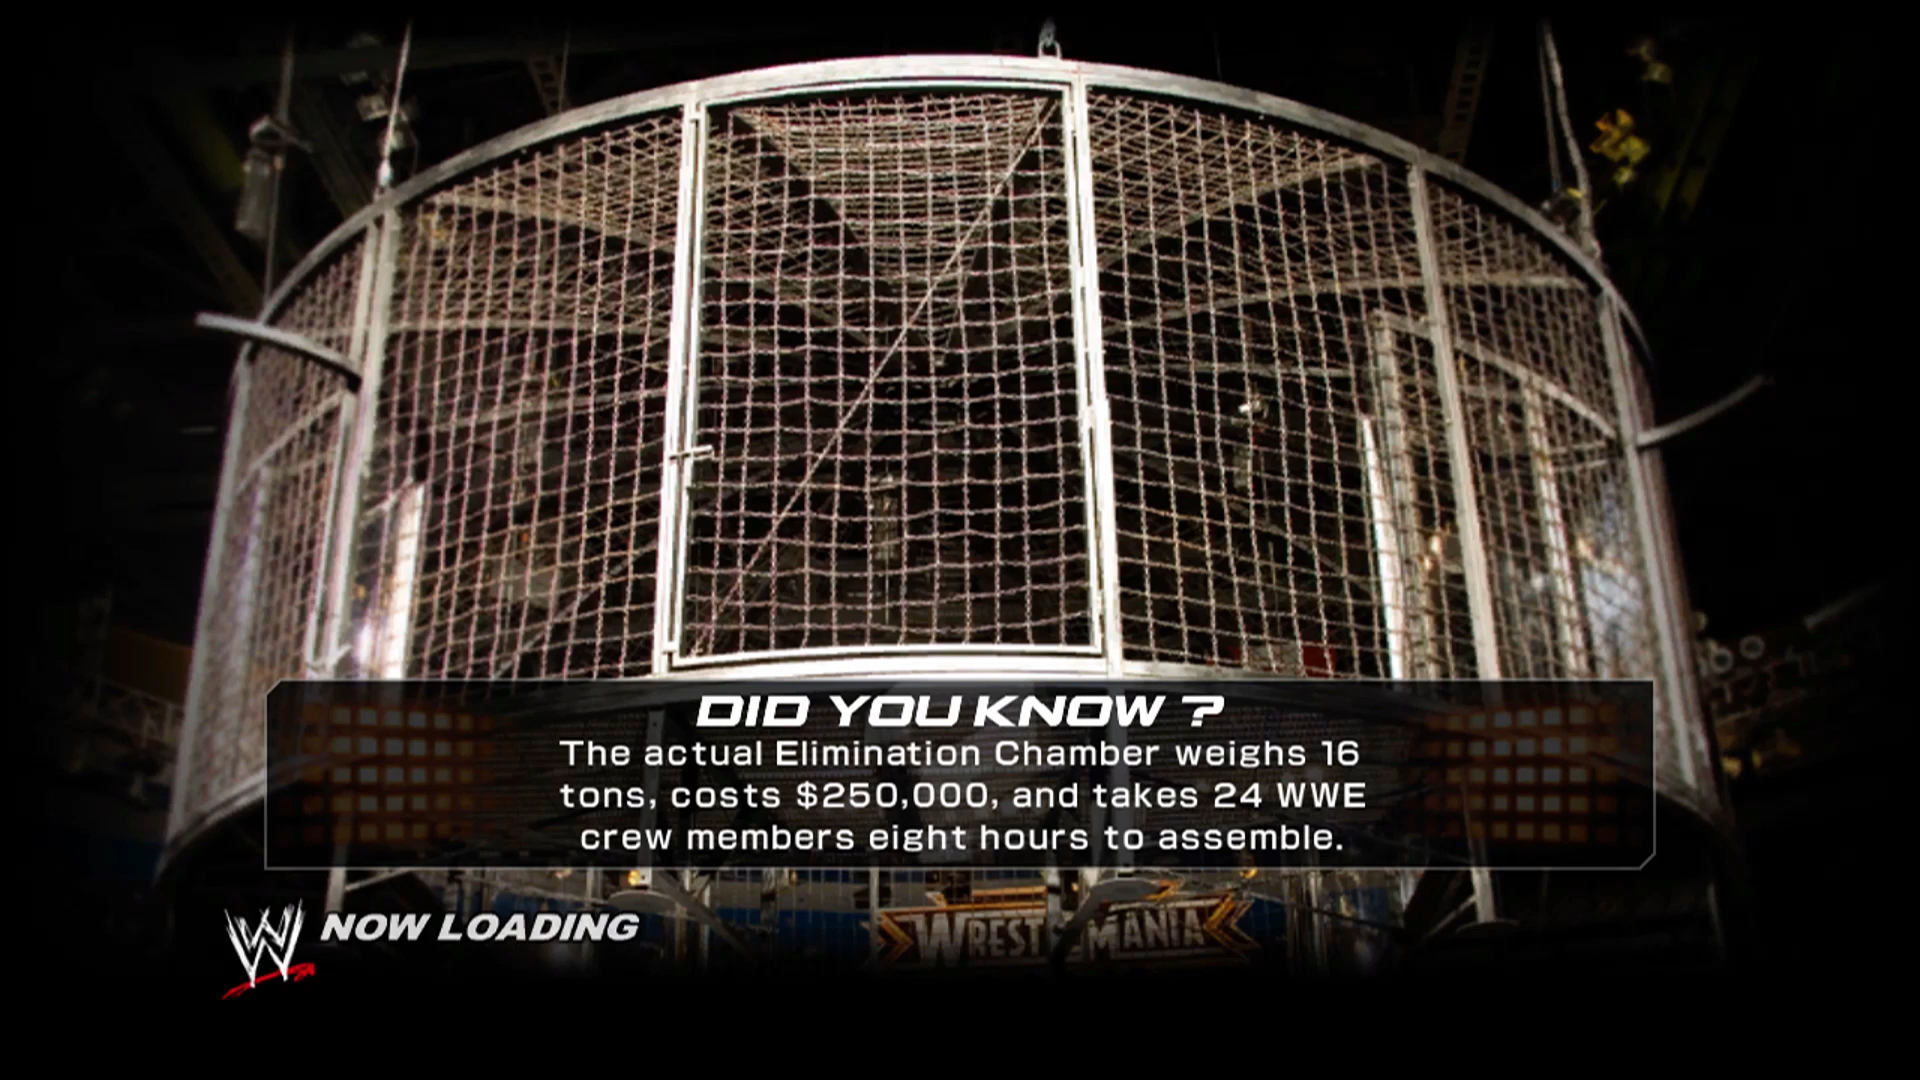 DID YOU KNOW ?
The actual Elimination Chamber weighs 16
tons, costs $250,000, and takes 24 WWE
crew members eight hours to assemble.
W NOW LOADING
WRESTLEMANIA